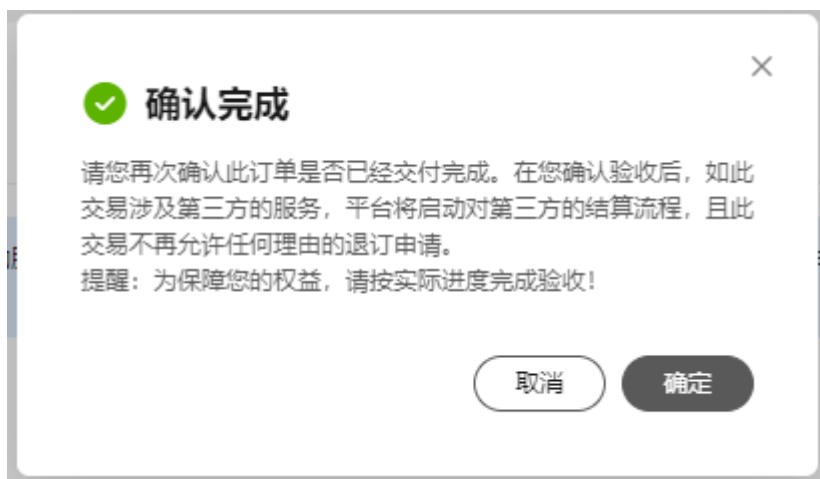 确认完成
请您再次确认此订单是否已经交付完成。在您确认验收后，如此
交易涉及第三方的服务，平台将启动对第三方的结算流程，且此
交易不再允许任何理由的退订申请。
提醒：为保障您的权益，请按实际进度完成验收！
取消
确定